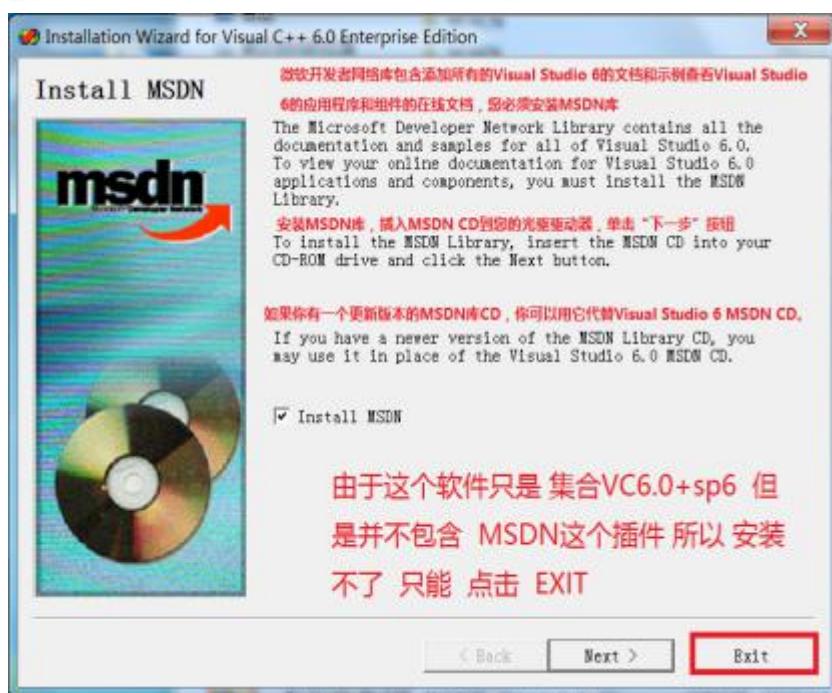 Installation Wizard for Visual C++ 6.0 Enterprise Edition
Install MSDN
微软开发者网络库包含添加所有的Visual Studio 6的文档和示例查看Visual Studio
6的应用程序和组件的在线文档，您必须安装MSDN库
The Microsoft Developer Network Library contains all the
documentation and samples for all of Visual Studio 6.0.
To view your online documentation for Visual Studio 6.0
applications and components, you must install the MSDN
Library.
安装MSDN库，插入MSDN CD到您的光驱驱动器，单击“下一步”按钮
To install the MSDN Library, insert the MSDN CD into your
CD-ROM drive and click the Next button.
如果你有一个更新版本的MSDN库CD，你可以用它代替Visual Studio 6 MSDN CD。
If you have a newer version of the MSDN Library CD, you
may use it in place of the Visual Studio 6.0 MSDN CD.
Install MSDN
由于这个软件只是 集合VC6.0+sp6 但
是并不包含 MSDN这个插件 所以 安装
不了 只能 点击 EXIT
msdn
Microsoft Developer Network
< Back
Next >
Exit